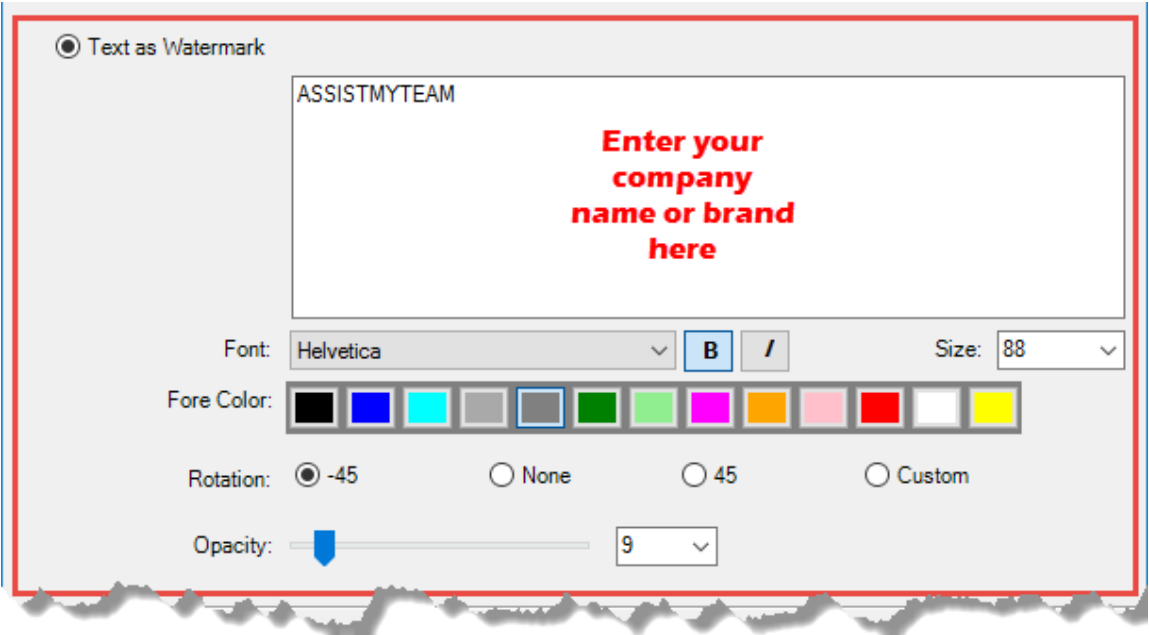 Text as Watermark
ASSISTMYTEAM
Enter your
company
name or brand
here
Font: Helvetica B I Size: 88
Fore Color:
Rotation: -45 None 45 Custom
Opacity: 9